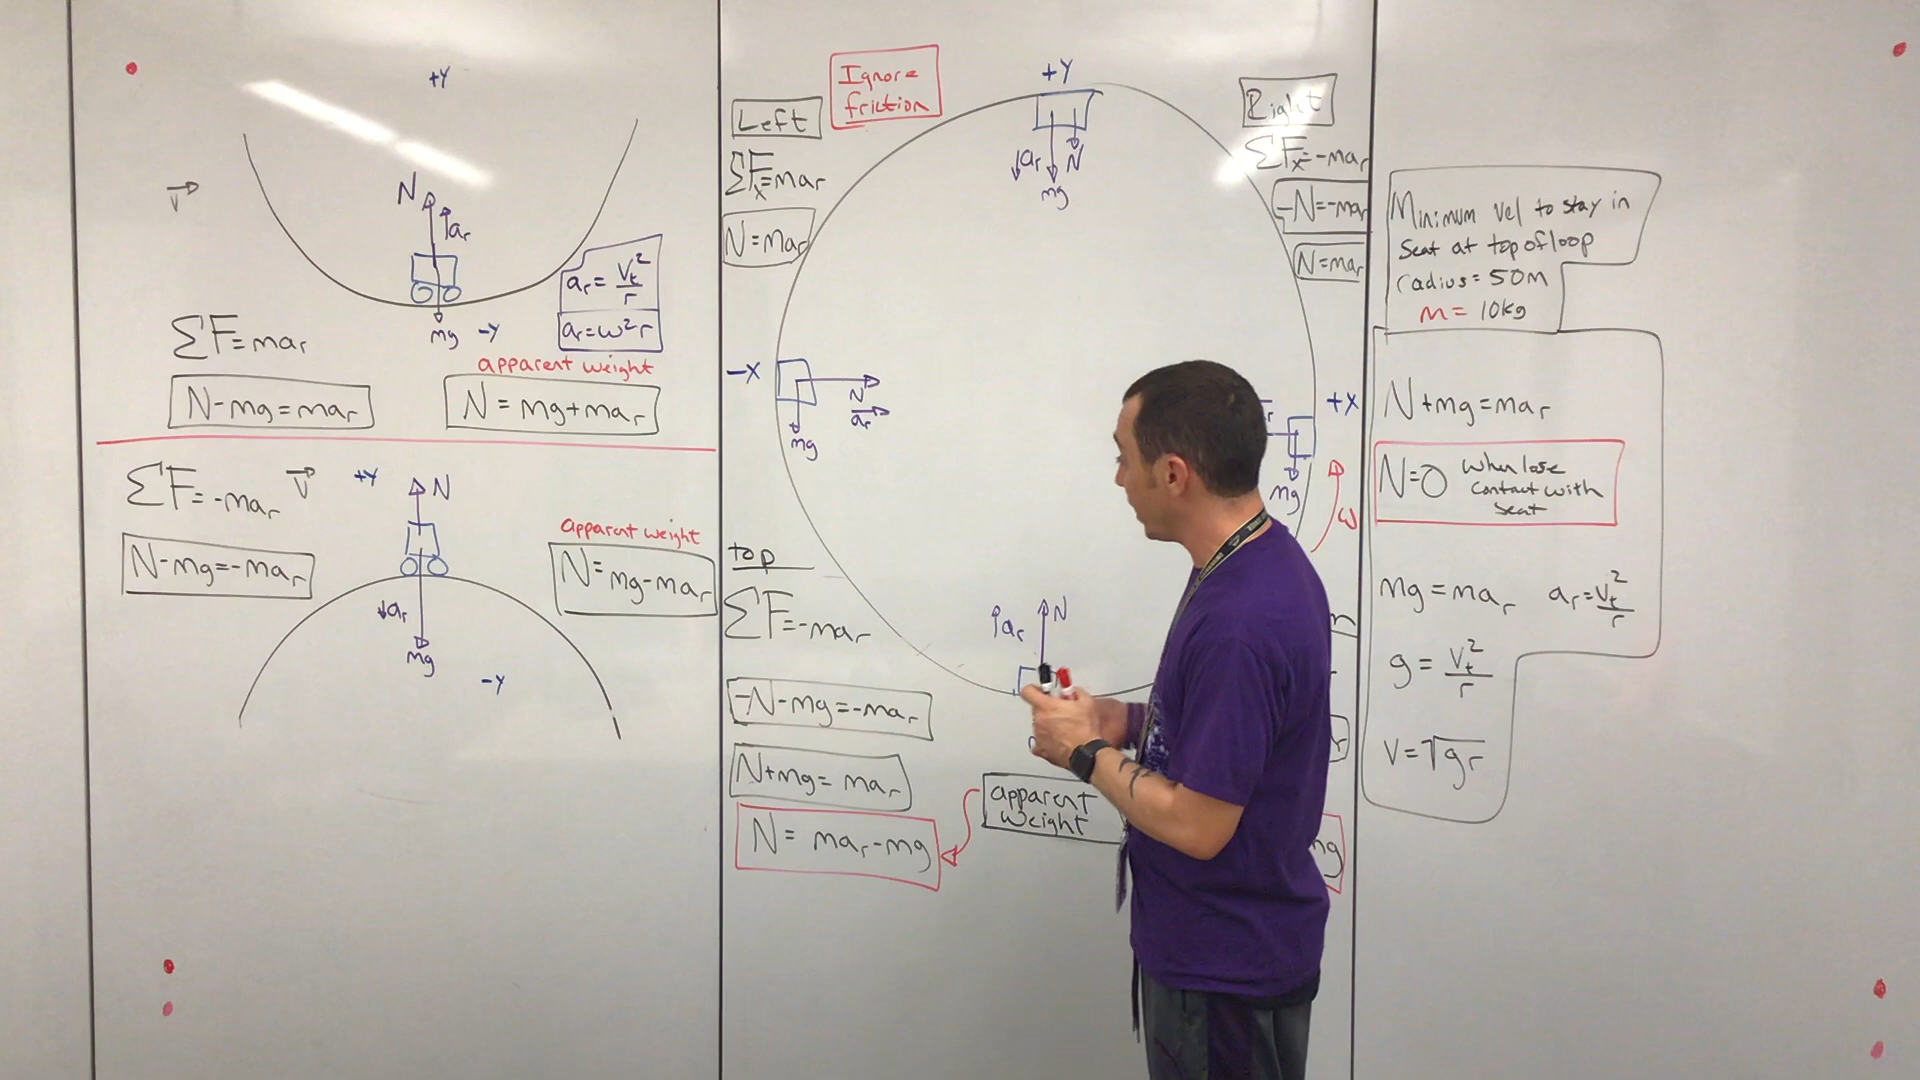 +Y
V
N
ar
ar = Vt²/r
ar = ω²r
mg -Y
ΣF = mar
apparent weight
N-mg = mar
N = mg+mar
ΣF = -mar
V
+Y
N
N-mg = -mar
apparent weight
N = mg-mar
ar
mg
-Y
Left
Ignore
friction
+Y
Right
ΣFx = mar
ar
N
mg
ΣFx = -mar
N = mar
-N = -mar
N = mar
-X
N
ar
mg
+X
mg
ω
top
ΣF = -mar
ar
N
-N-mg = -mar
N+mg = mar
N = mar-mg
apparent
weight
mg
Minimum Vel to stay in
Seat at top of loop
radius = 50m
m = 10kg
N+mg = mar
N=0 when lose
contact with
seat
mg = mar ar = Vt²/r
g = Vt²/r
V = √gr